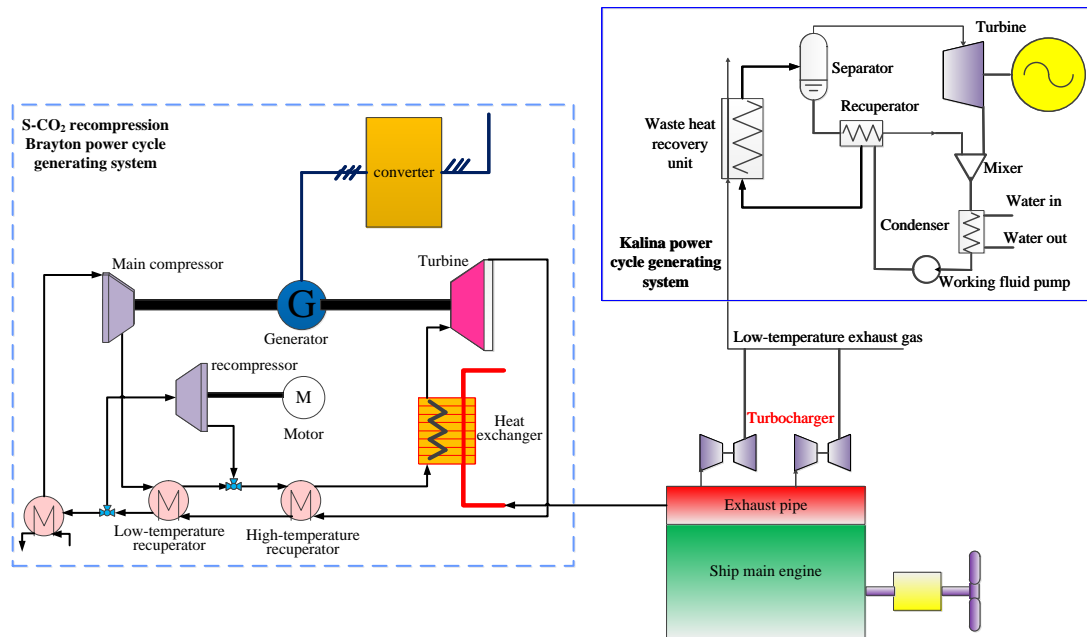 S-CO₂ recompression
Brayton power cycle
generating system
converter
Main compressor
Turbine
G
Generator
recompressor
M
Motor
Heat
exchanger
M
M
M
Low-temperature
recuperator
High-temperature
recuperator
Turbine
Separator
Recuperator
Waste heat
recovery
unit
Mixer
Water in
Condenser
Water out
Kalina power
cycle generating
system
Working fluid pump
Low-temperature exhaust gas
Turbocharger
Exhaust pipe
Ship main engine